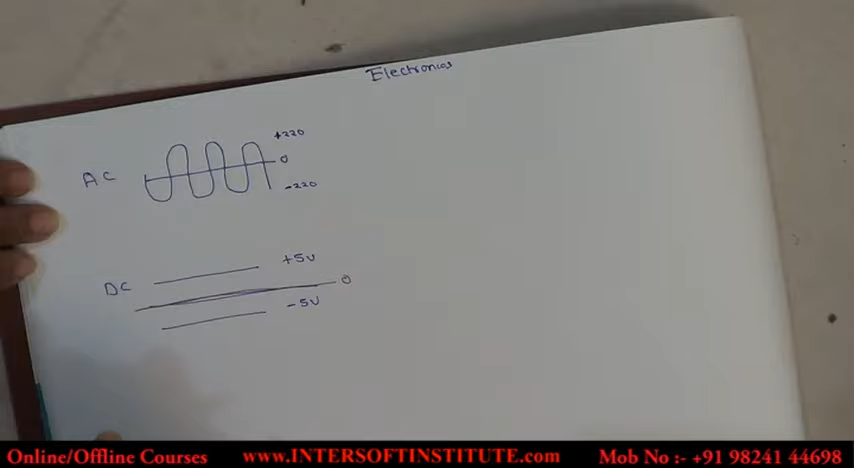 Electronics
+220
AC
0
-220
+5V
DC
0
-5V
Online/Offline Courses www.INTERSOFTINSTITUTE.com Mob No :- +91 98241 44698